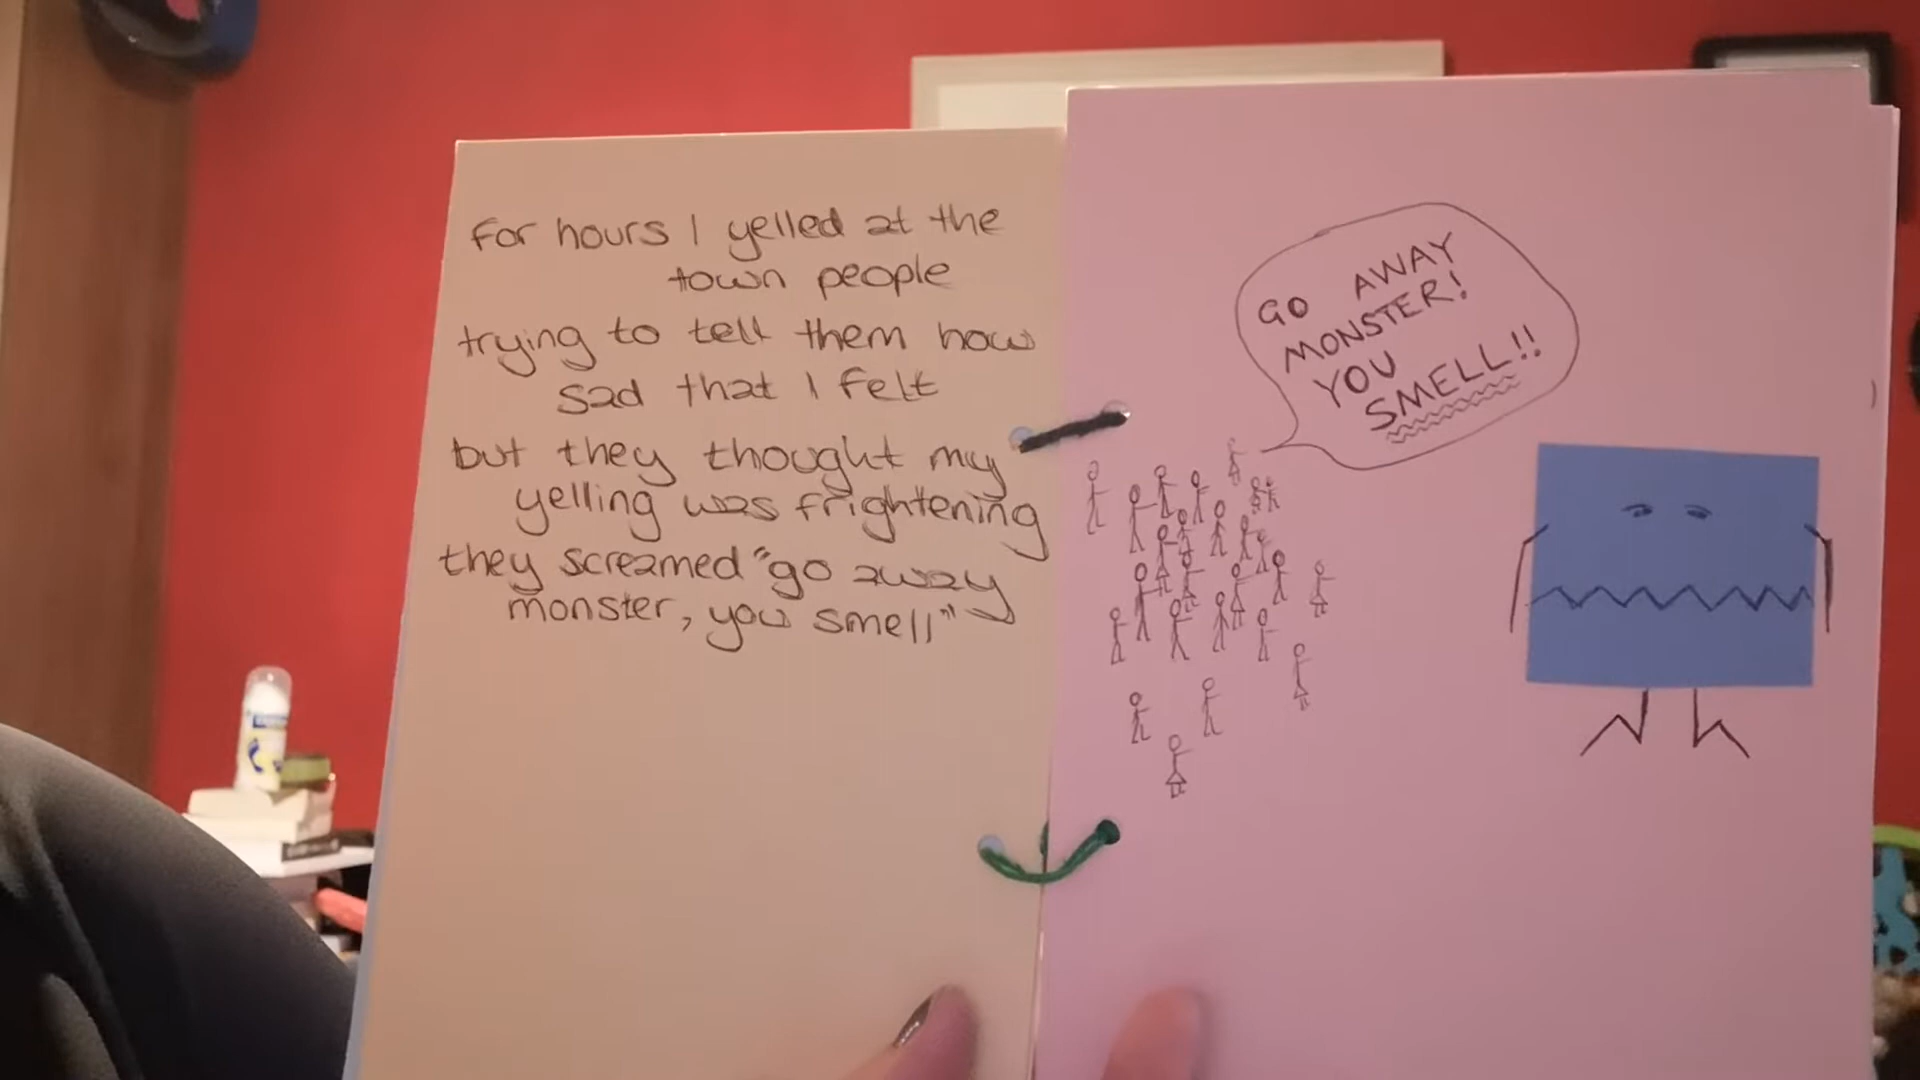 for hours I yelled at the
town people
trying to tell them how
sad that I felt
but they thought my
yelling was frightening
they screamed "go away
monster, you smell"
GO AWAY
MONSTER!
YOU
SMELL!!